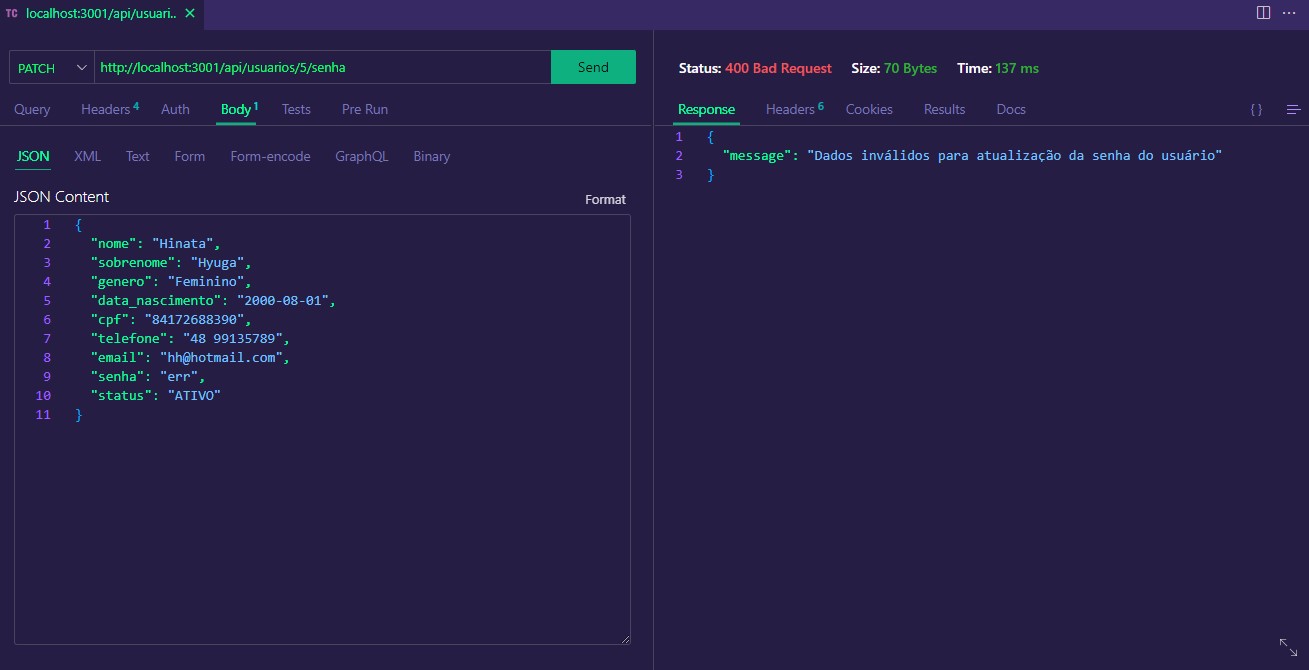 TC localhost:3001/api/usuari.. ×
PATCH http://localhost:3001/api/usuarios/5/senha Send
Query Headers 4 Auth Body 1 Tests Pre Run
JSON XML Text Form Form-encode GraphQL Binary
JSON Content Format
1 {
2 "nome": "Hinata",
3 "sobrenome": "Hyuga",
4 "genero": "Feminino",
5 "data_nascimento": "2000-08-01",
6 "cpf": "84172688390",
7 "telefone": "48 99135789",
8 "email": "hh@hotmail.com",
9 "senha": "err",
10 "status": "ATIVO"
11 }
Status: 400 Bad Request Size: 70 Bytes Time: 137 ms
Response Headers 6 Cookies Results Docs { }
1 {
2 "message": "Dados inválidos para atualização da senha do usuário"
3 }